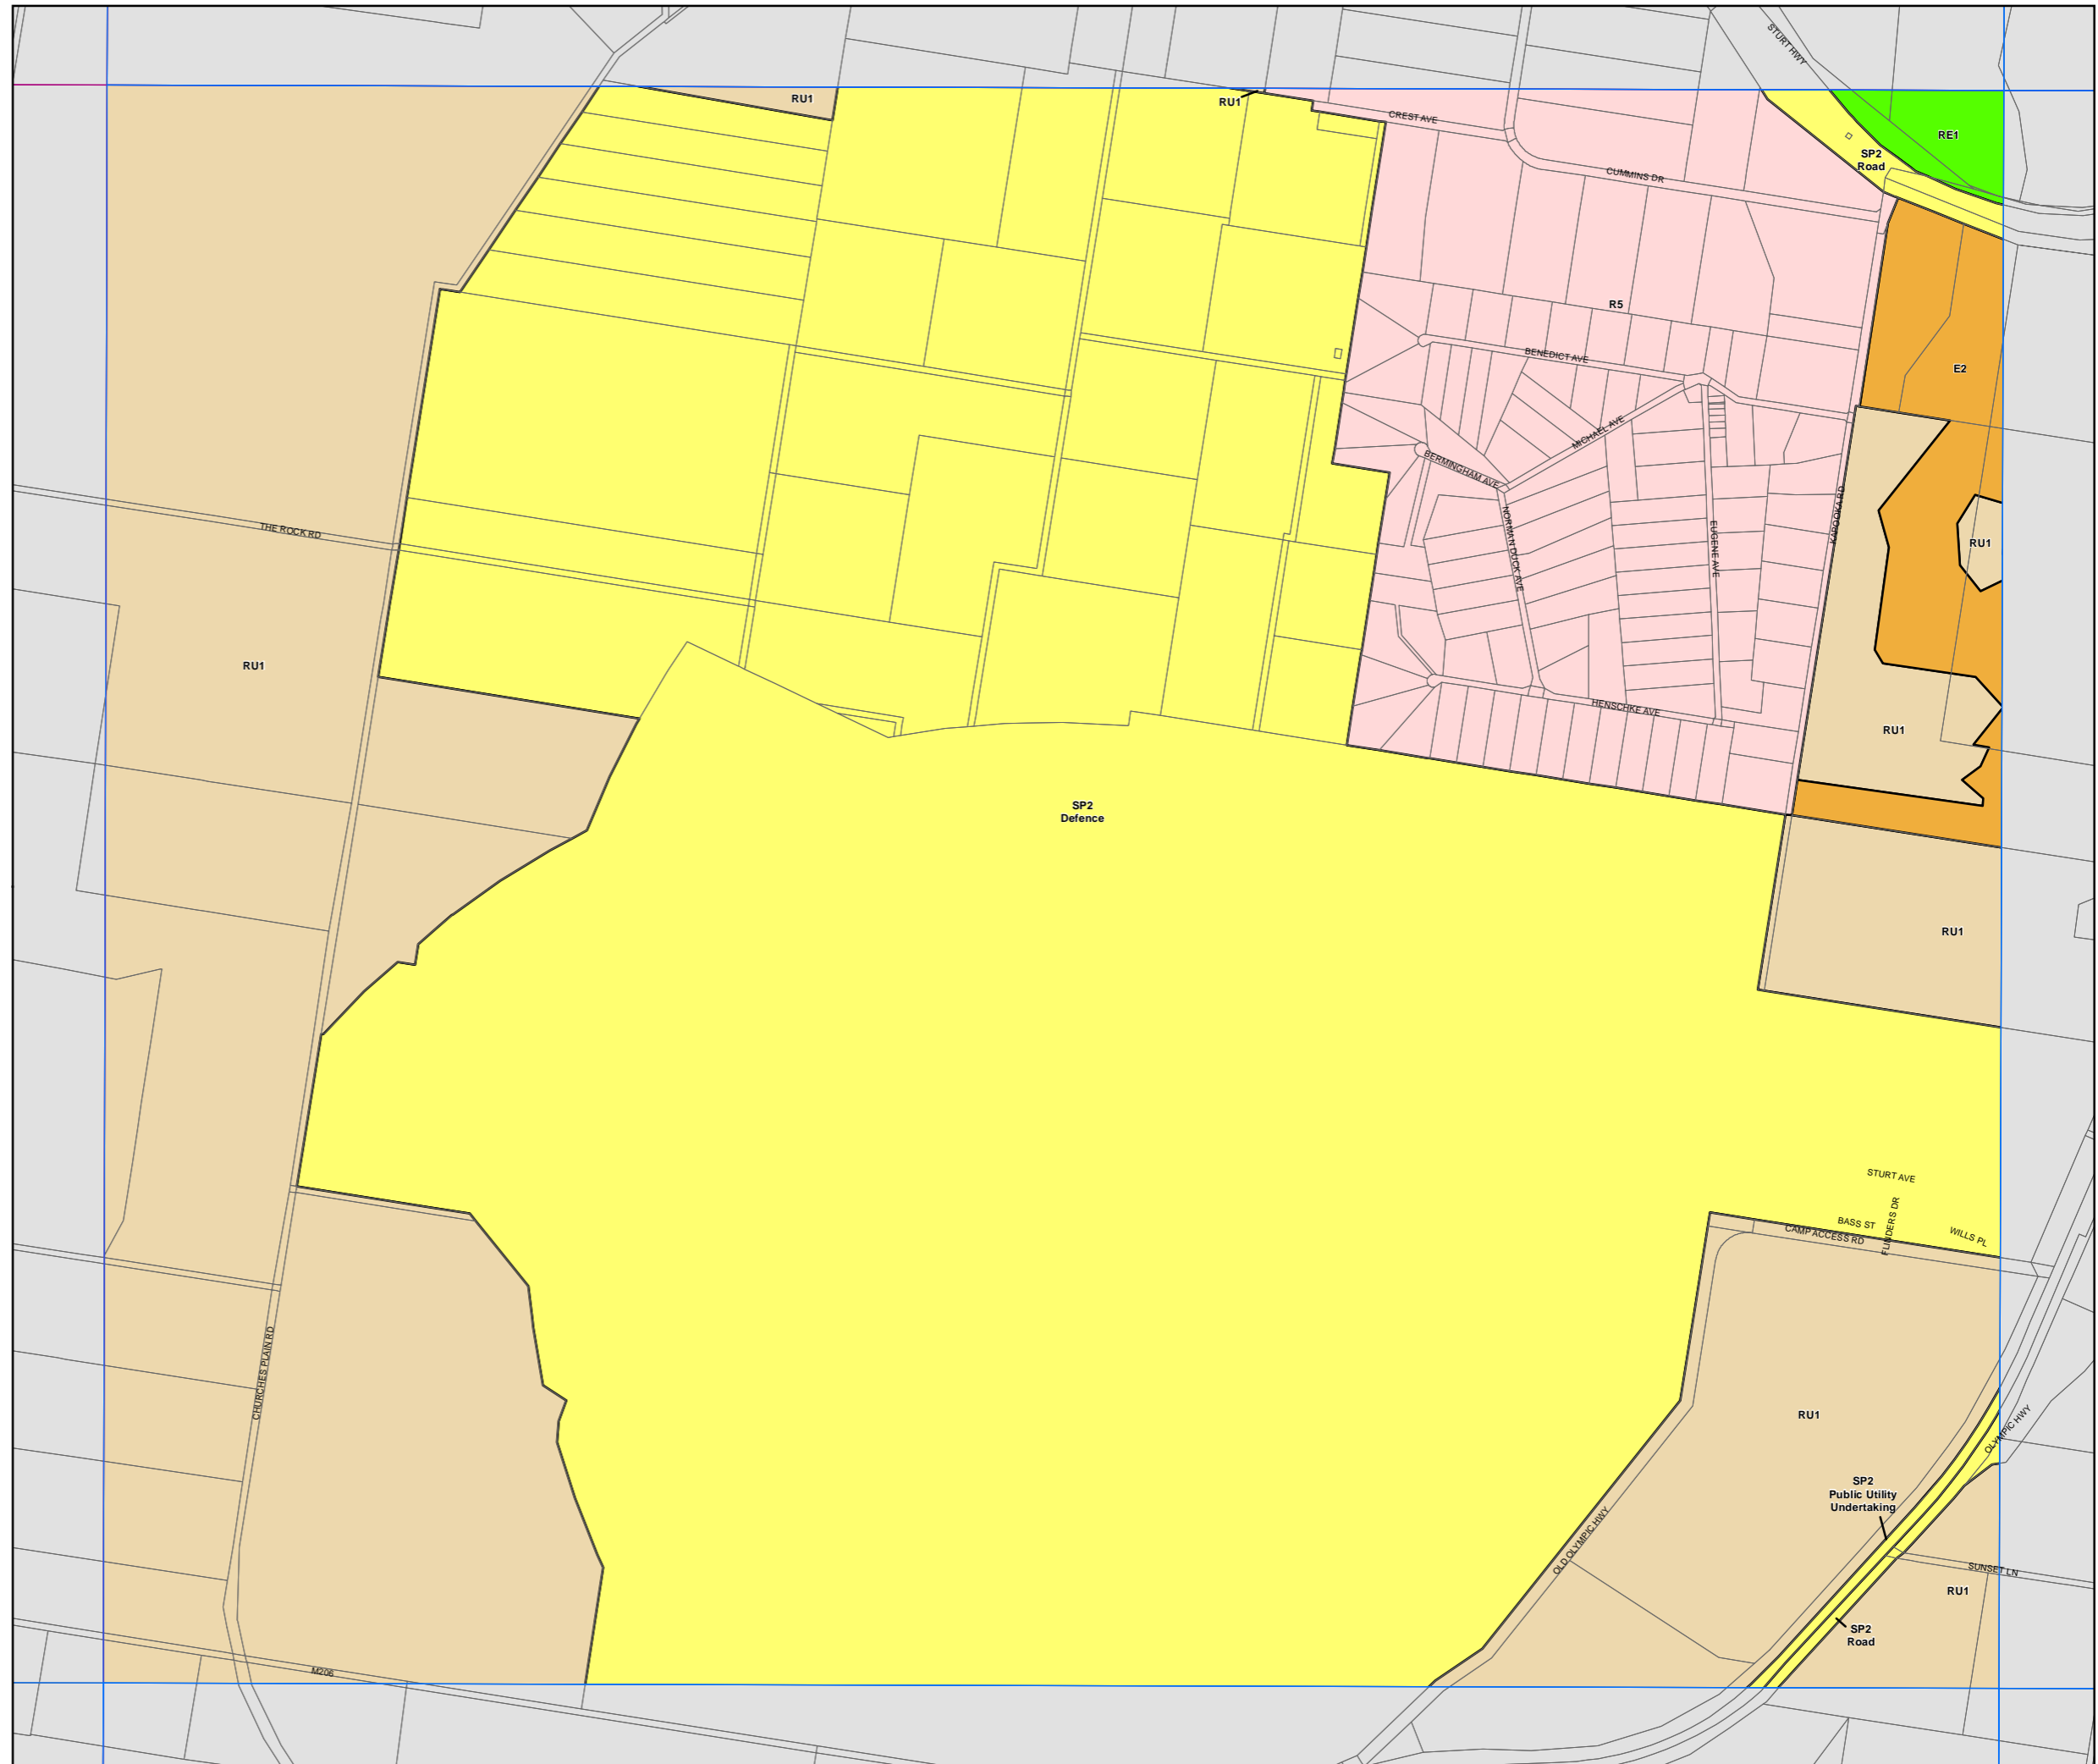 STURT HWY
RU1
RU1
CREST AVE
RE1
SP2
Road
CUMMINS DR
R5
BENEDICT AVE
E2
MICHAEL AVE
BERMINGHAM AVE
KAPOOKA RD
NORMAN DUCK AVE
EUGENE AVE
THE ROCK RD
RU1
RU1
HENSCHKE AVE
RU1
SP2
Defence
RU1
STURT AVE
BASS ST
FLINDERS DR
WILLS PL
CAMP ACCESS RD
CHURCHES PLAIN RD
RU1
OLYMPIC HWY
SP2
Public Utility
Undertaking
OLD OLYMPIC HWY
SUNSET LN
RU1
SP2
Road
M206